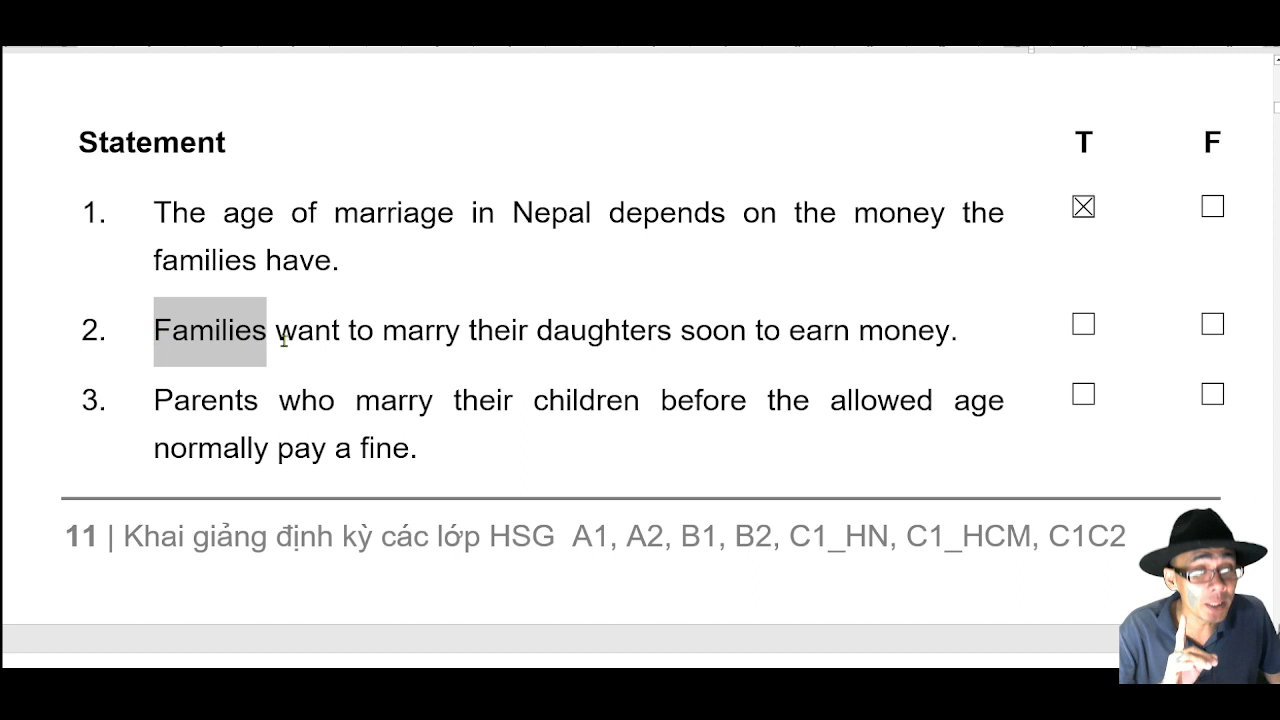 Statement T F
1. The age of marriage in Nepal depends on the money the
families have.
2. Families want to marry their daughters soon to earn money.
3. Parents who marry their children before the allowed age
normally pay a fine.
11 | Khai giảng định kỳ các lớp HSG A1, A2, B1, B2, C1_HN, C1_HCM, C1C2